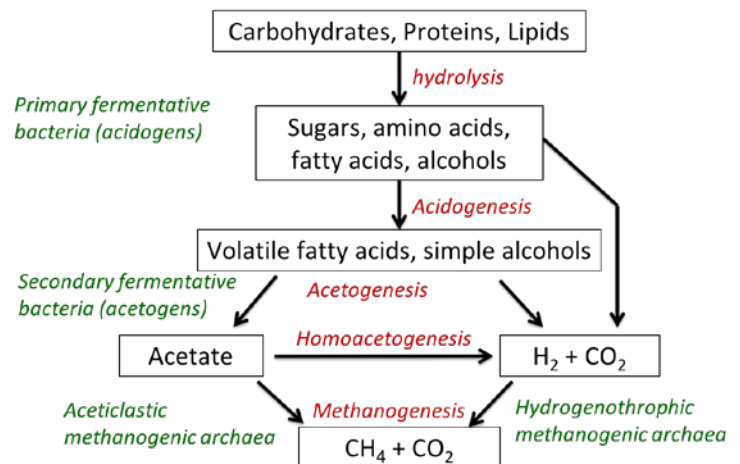 Carbohydrates, Proteins, Lipids
hydrolysis
Primary fermentative
bacteria (acidogens)
Sugars, amino acids,
fatty acids, alcohols
Acidogenesis
Volatile fatty acids, simple alcohols
Secondary fermentative
bacteria (acetogens)
Acetogenesis
Homoacetogenesis
Acetate
H₂ + CO₂
Aceticlastic
methanogenic archaea
Methanogenesis
Hydrogenothrophic
methanogenic archaea
CH₄ + CO₂